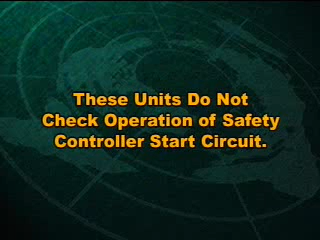 These Units Do Not
Check Operation of Safety
Controller Start Circuit.